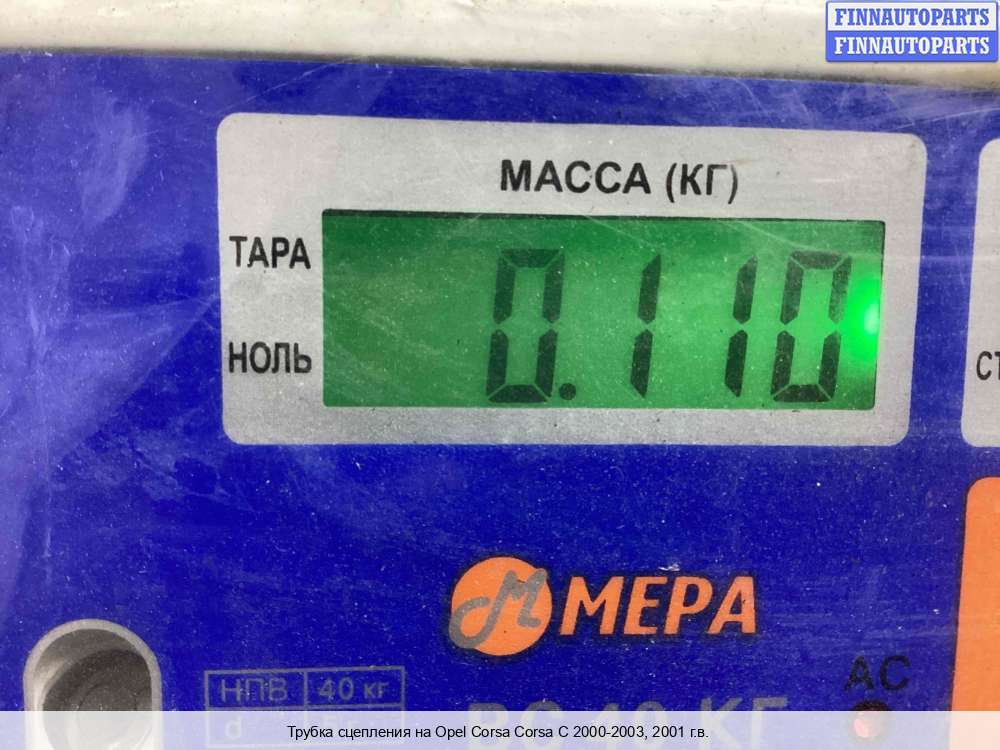 FINNAUTOPARTS
FINNAUTOPARTS
МАССА (КГ)
ТАРА
0.110
НОЛЬ
СТ
МЕРА
АС
НПВ 40 кг
d
Трубка сцепления на Opel Corsa Corsa C 2000-2003, 2001 г.в.